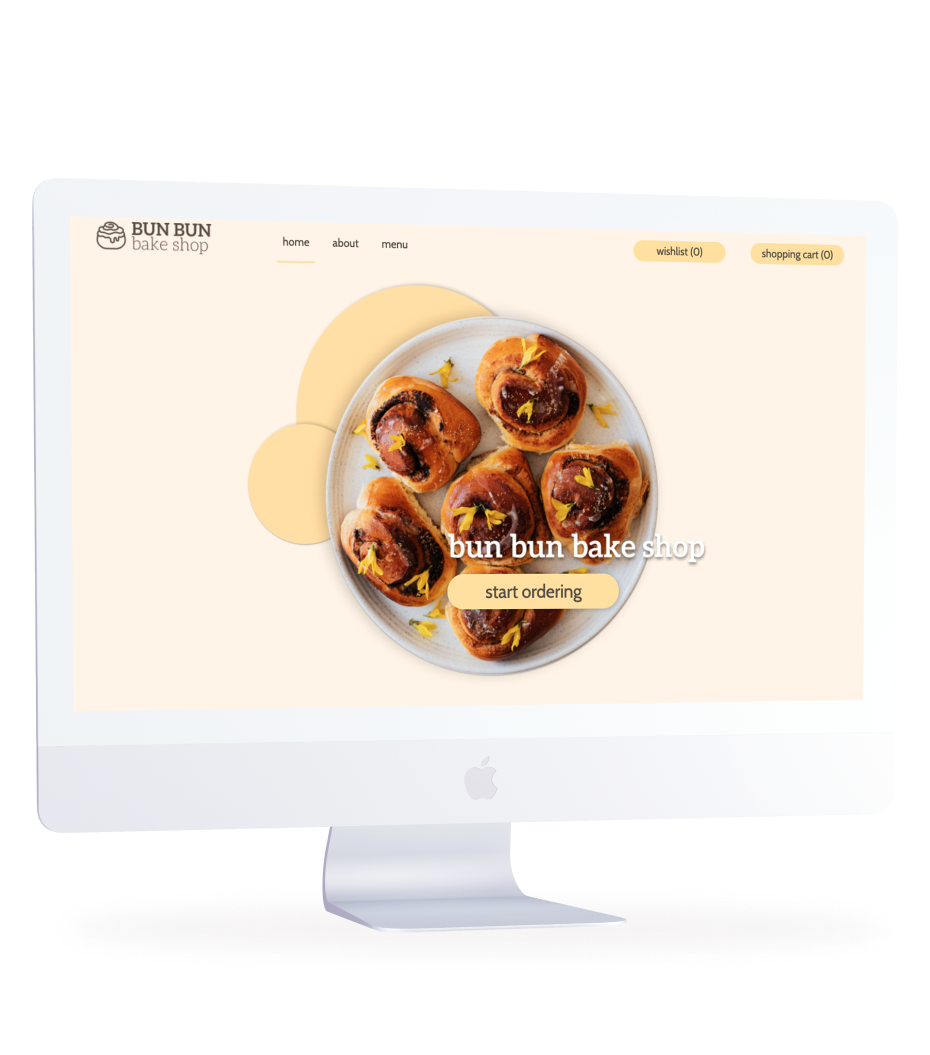 BUN BUN
bake shop
home about menu
wishlist (0) shopping cart (0)
bun bun bake shop
start ordering